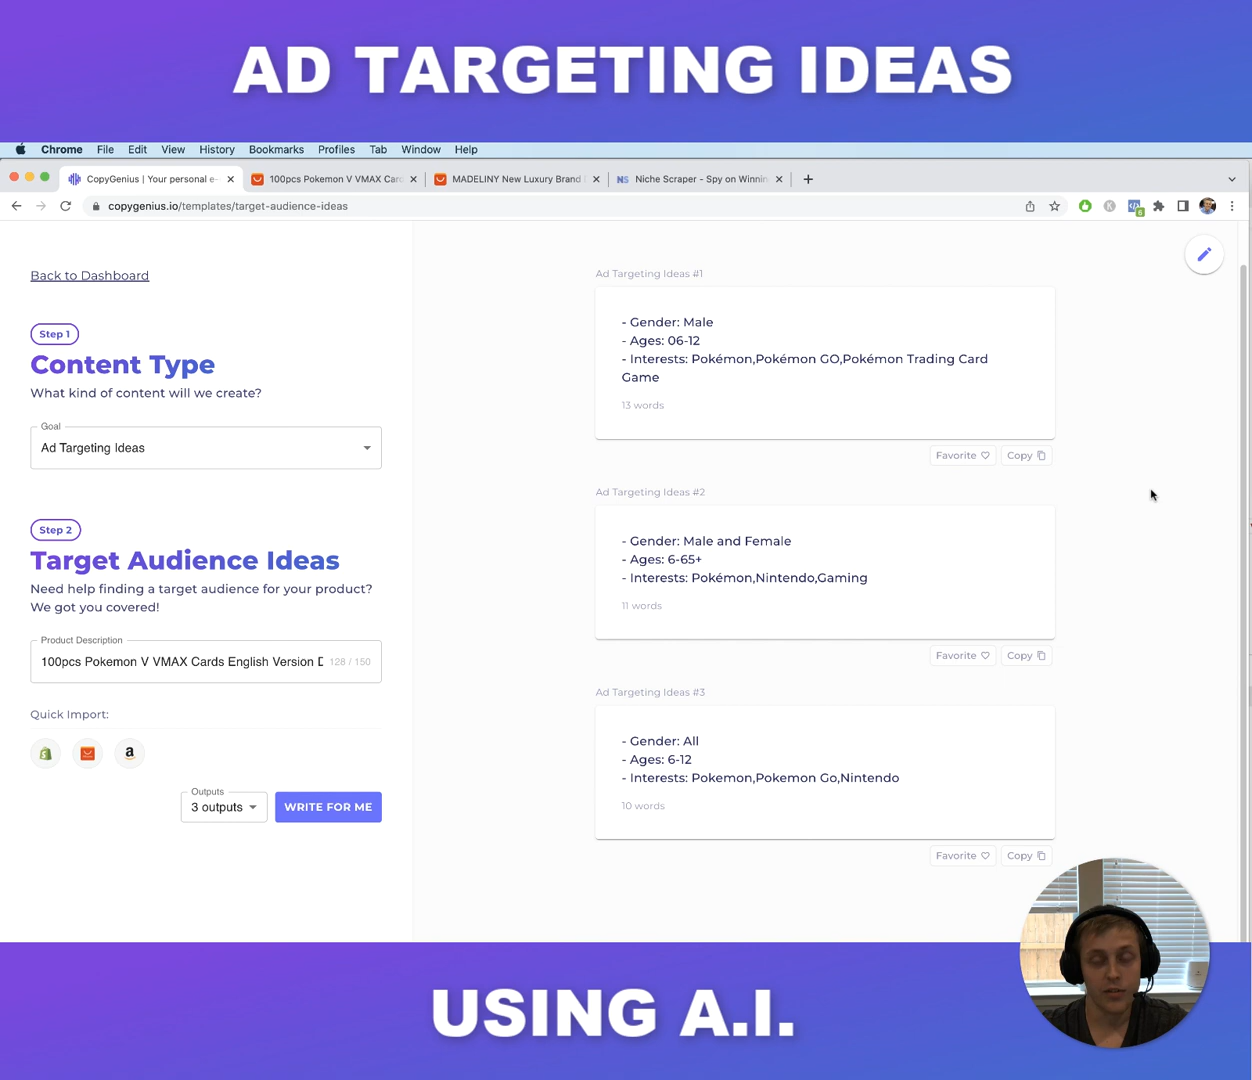 AD TARGETING IDEAS
Chrome File Edit View History Bookmarks Profiles Tab Window Help
CopyGenius | Your personal e- 100pcs Pokemon V VMAX Card MADELINY New Luxury Brand Niche Scraper - Spy on Winnin
copygenius.io/templates/target-audience-ideas
6
Back to Dashboard
Step 1
Content Type
What kind of content will we create?
Goal
Ad Targeting Ideas
Step 2
Target Audience Ideas
Need help finding a target audience for your product?
We got you covered!
Product Description
100pcs Pokemon V VMAX Cards English Version 128 / 150
Quick Import:
Outputs
3 outputs
WRITE FOR ME
Ad Targeting Ideas #1
- Gender: Male
- Ages: 06-12
- Interests: Pokémon,Pokémon GO,Pokémon Trading Card
Game
13 words
Favorite Copy
Ad Targeting Ideas #2
- Gender: Male and Female
- Ages: 6-65+
- Interests: Pokémon,Nintendo,Gaming
11 words
Favorite Copy
Ad Targeting Ideas #3
- Gender: All
- Ages: 6-12
- Interests: Pokemon,Pokemon Go,Nintendo
10 words
Favorite Copy
USING A.I.